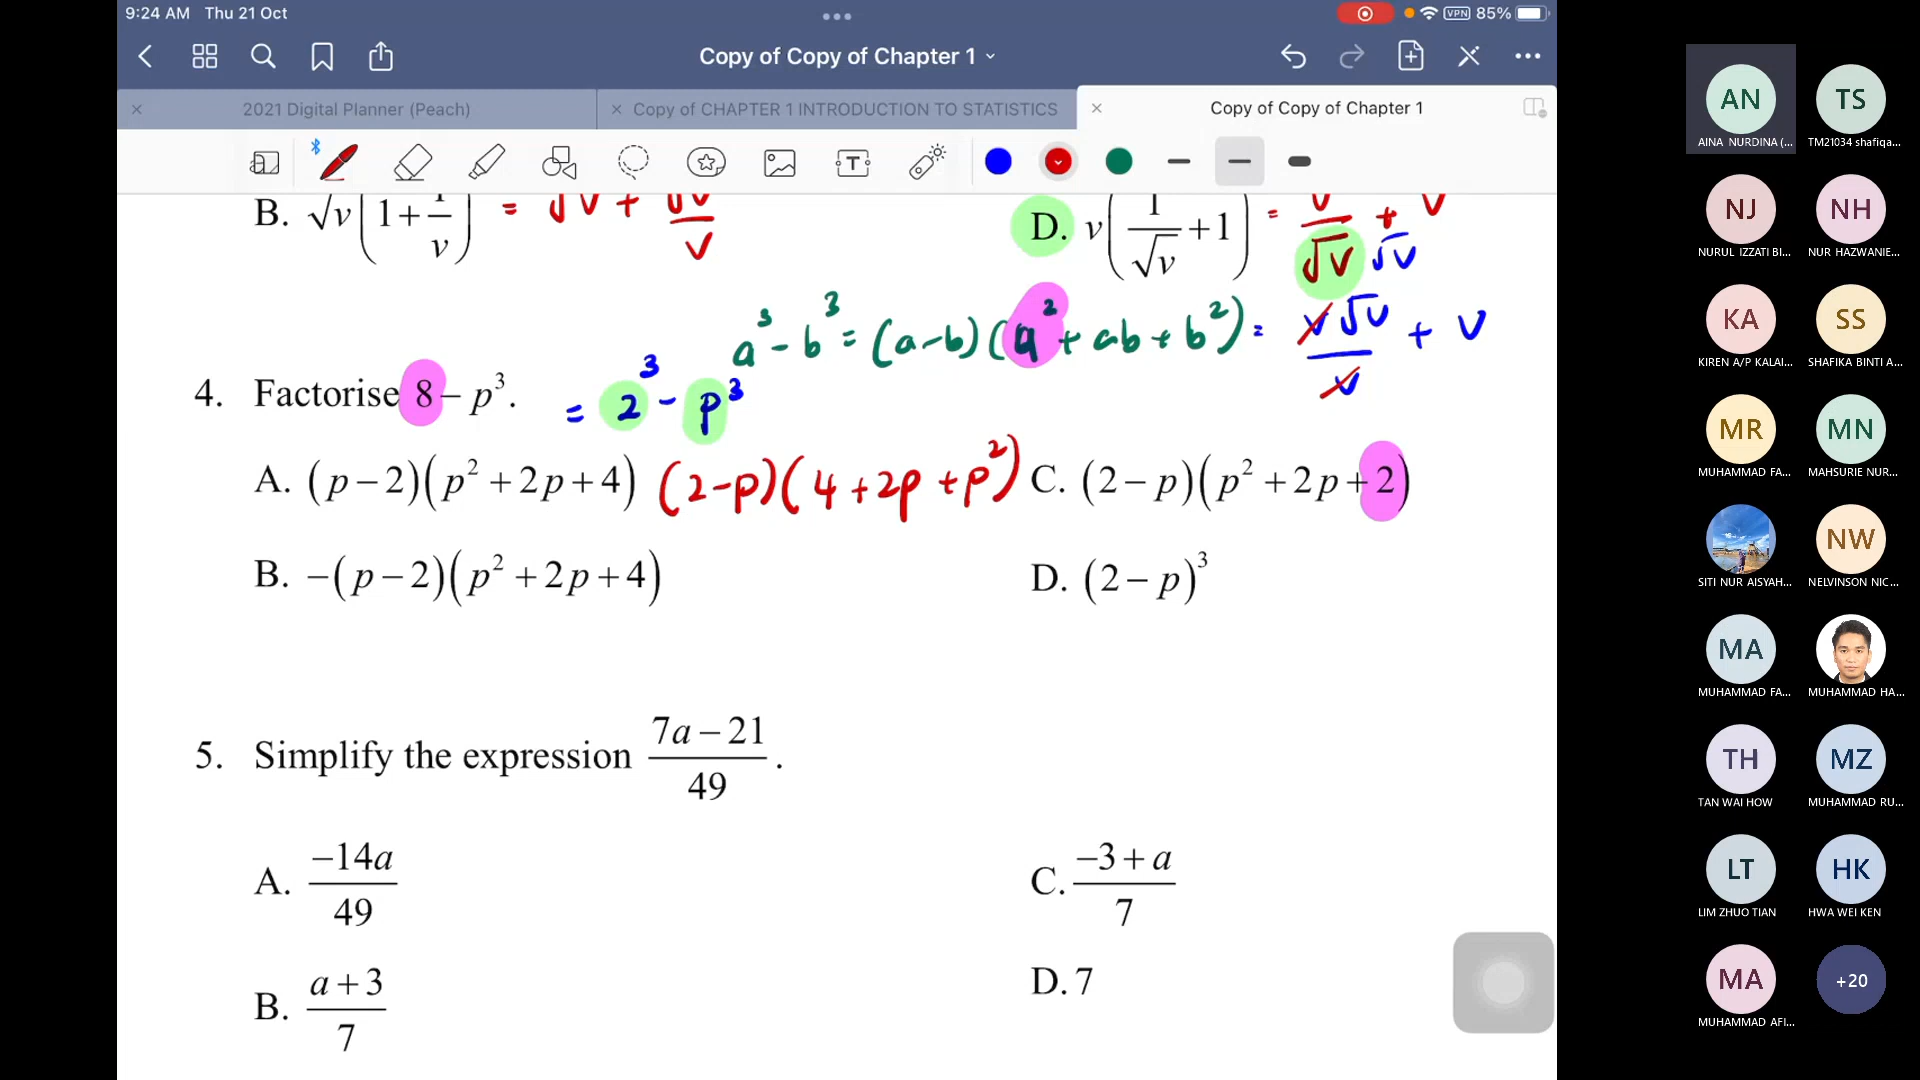 9:24 AM Thu 21 Oct
VPN 85%
Copy of Copy of Chapter 1
2021 Digital Planner (Peach)
Copy of CHAPTER 1 INTRODUCTION TO STATISTICS
Copy of Copy of Chapter 1
B. √v(1+1/v) = √v + √v/v
D. v(1/√v+1) = v/√v + v
√v
= v√v/v + v
a³ - b³ = (a-b)(a² + ab + b²)
4. Factorise 8 – p³. = 2³ - p³
A. (p – 2)(p² + 2p + 4) (2-p)(4 + 2p + p²) C. (2 – p)(p² + 2p + 2)
B. –(p – 2)(p² + 2p + 4) D. (2 – p)³
5. Simplify the expression (7a – 21)/49.
A. –14a/49 C. (–3 + a)/7
B. (a + 3)/7 D. 7
AN TS
AINA NURDINA (... TM21034 shafiqa...
NJ NH
NURUL IZZATI BI... NUR HAZWANIE...
KA SS
KIREN A/P KALAI... SHAFIKA BINTI A...
MR MN
MUHAMMAD FA... MAHSURIE NUR...
NW
SITI NUR AISYAH... NELVINSON NIC...
MA
MUHAMMAD FA... MUHAMMAD HA...
TH MZ
TAN WAI HOW MUHAMMAD RU...
LT HK
LIM ZHUO TIAN HWA WEI KEN
MA +20
MUHAMMAD AFI...